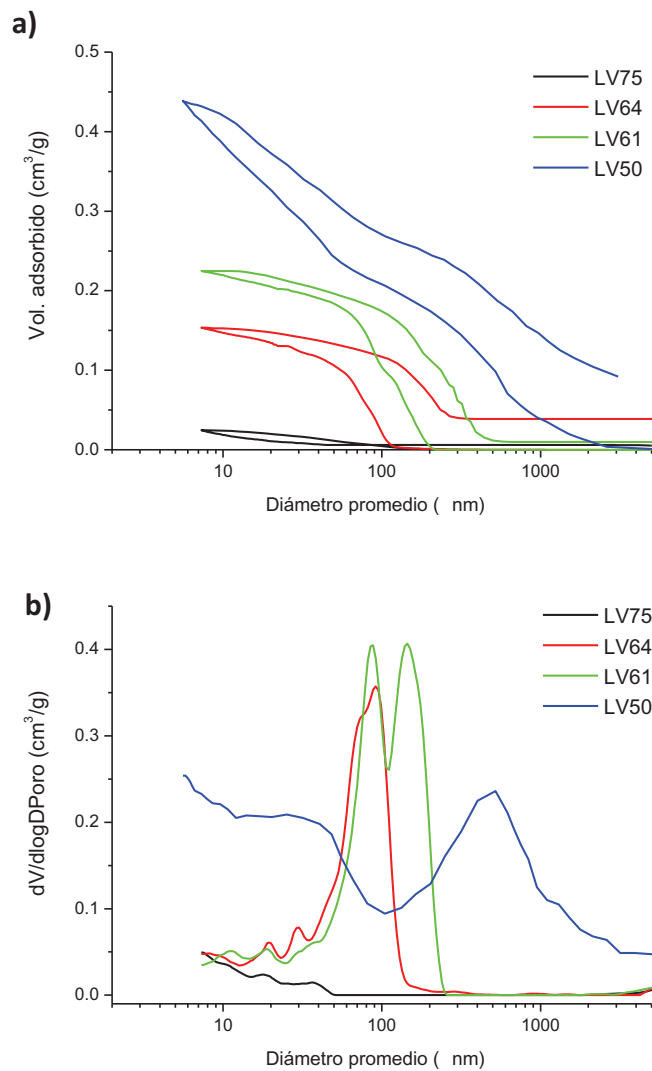 a)
0.5
0.4
0.3
0.2
0.1
0.0
Vol. adsorbido (cm³/g)
LV75
LV64
LV61
LV50
10
100
1000
Diámetro promedio ( nm)
b)
0.4
0.3
0.2
0.1
0.0
dV/dlogDPoro (cm³/g)
LV75
LV64
LV61
LV50
10
100
1000
Diámetro promedio ( nm)